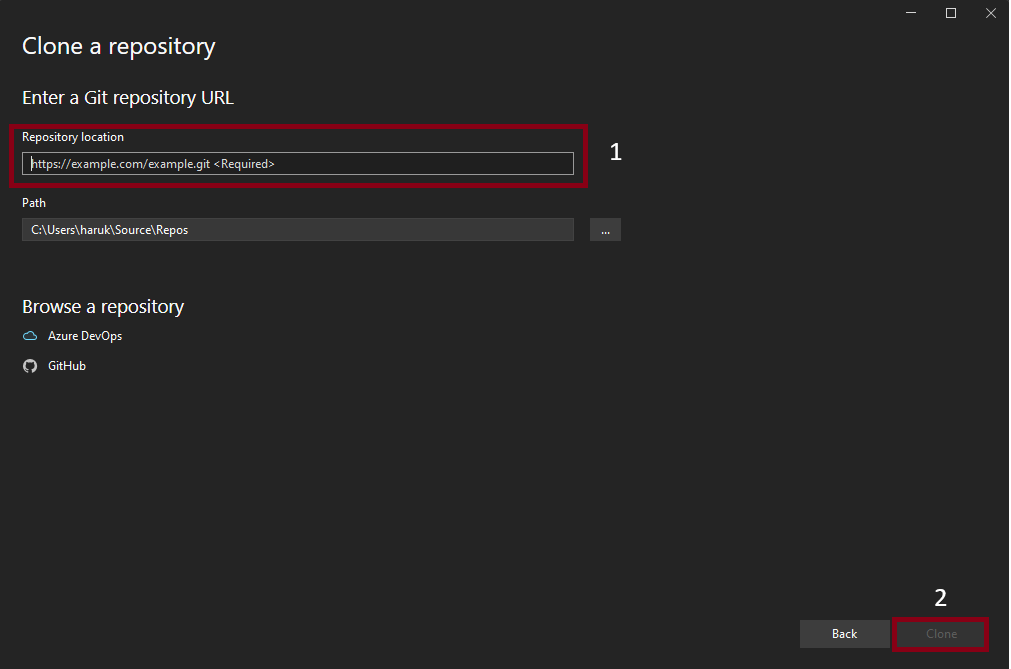 Clone a repository
Enter a Git repository URL
Repository location
https://example.com/example.git <Required>
1
Path
C:\Users\haruk\Source\Repos
...
Browse a repository
Azure DevOps
GitHub
2
Back
Clone